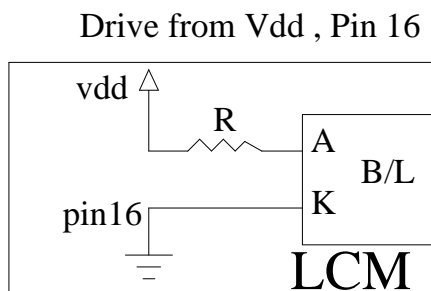 Drive from Vdd , Pin 16
vdd
R
A
B/L
K
pin16
LCM